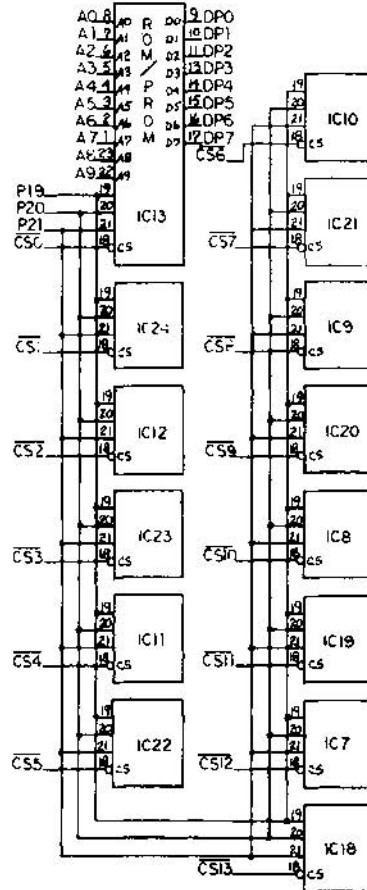 A0 8 A0 R D0 9 DP0
A1 7 A1 O D1 10 DP1
A2 6 A2 M D2 11 DP2
A3 5 A3 / D3 13 DP3
A4 4 A4 P D4 14 DP4
A5 3 A5 R D5 15 DP5
A6 2 A6 O D6 16 DP6
A7 1 A7 M D7 17 DP7
A8 23 A8
A9 22 A9
P19 19
P20 20
P21 21 IC13
CS0 18 CS
19
20
21 IC24
CS1 18 CS
19
20
21 IC12
CS2 18 CS
19
20
21 IC23
CS3 18 CS
19
20
21 IC11
CS4 18 CS
19
20
21 IC22
CS5 18 CS
19
20
21 IC10
CS6 18 CS
19
20
21 IC21
CS7 18 CS
19
20
21 IC9
18 CS
19
20
21 IC20
CS9 18 CS
19
20
21 IC8
CS10 18 CS
19
20
21 IC19
CS11 18 CS
19
20
21 IC7
CS12 18 CS
19
20
21 IC18
CS13 18 CS